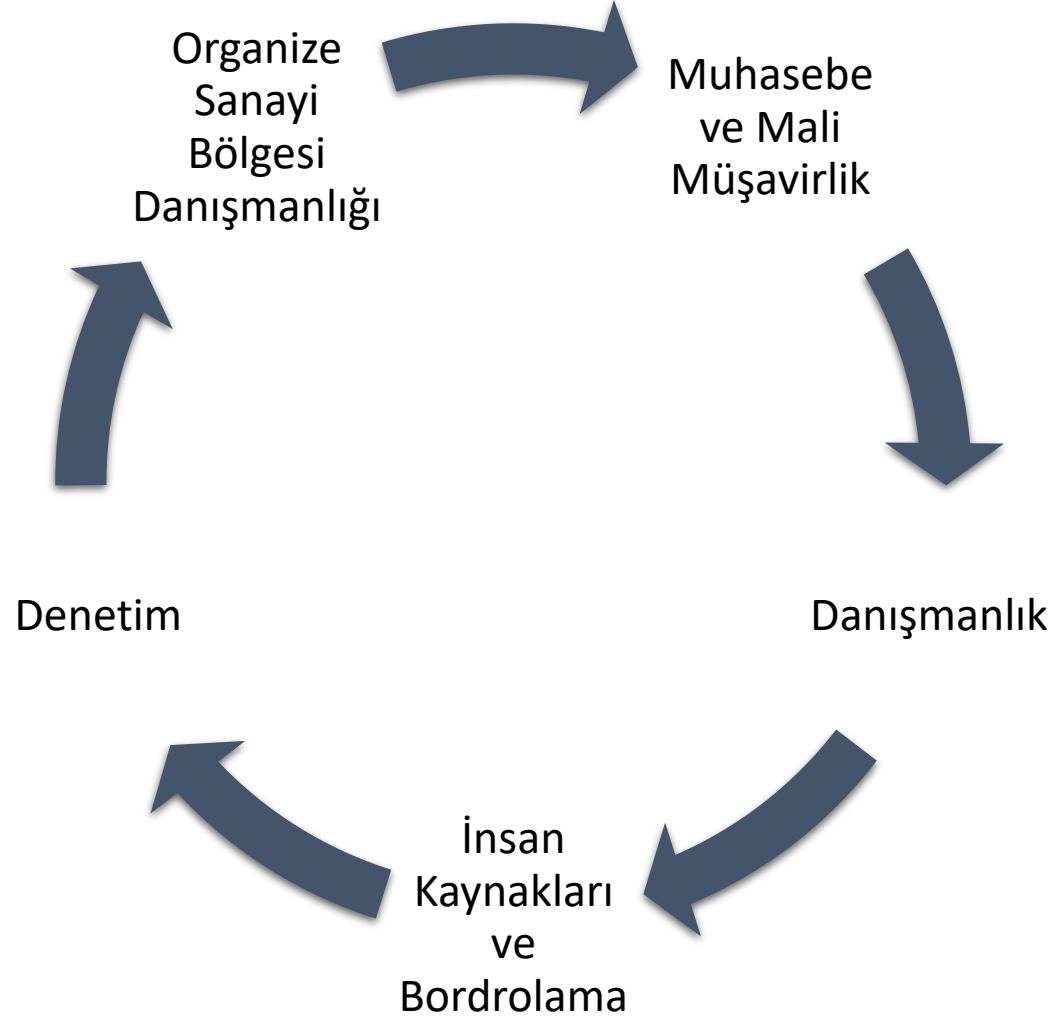 Organize
Sanayi
Bölgesi
Danışmanlığı
Muhasebe
ve Mali
Müşavirlik
Danışmanlık
İnsan
Kaynakları
ve
Bordrolama
Denetim